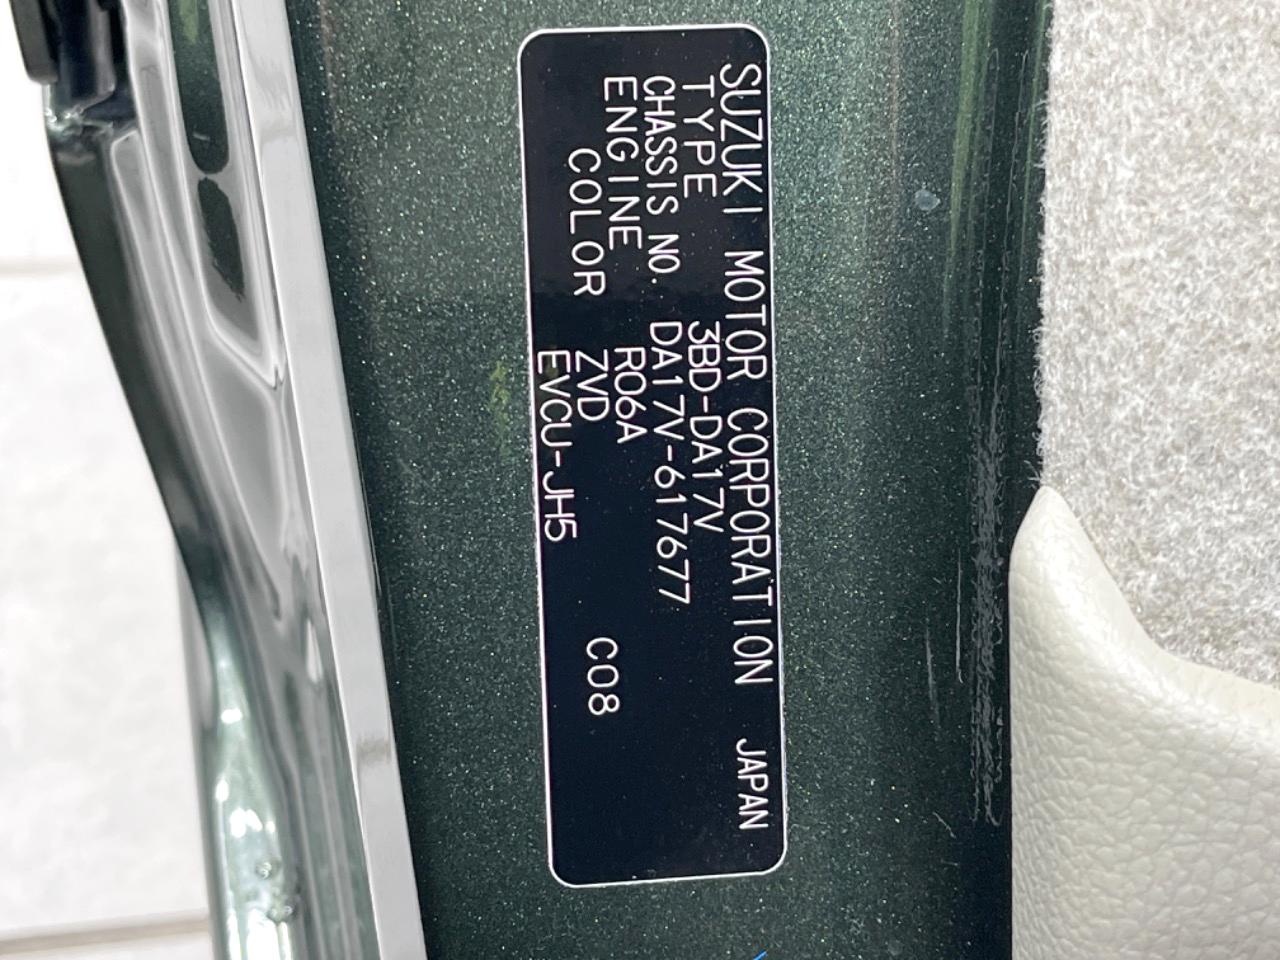 SUZUKI MOTOR CORPORATION JAPAN
TYPE 3BD-DA17V
CHASSIS NO. DA17V-617677
ENGINE R06A
COLOR ZVD C08
EVCU-JH5